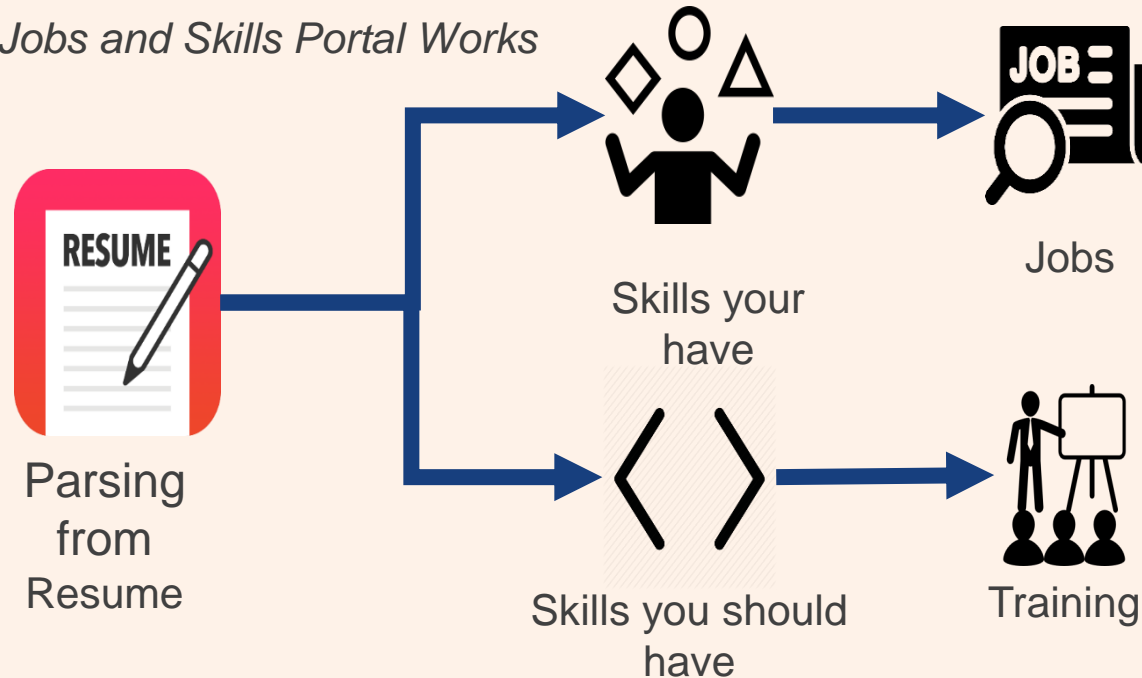 Jobs and Skills Portal Works
JOB
RESUME
Jobs
Skills your
have
Parsing
from
Resume
Skills you should
have
Training